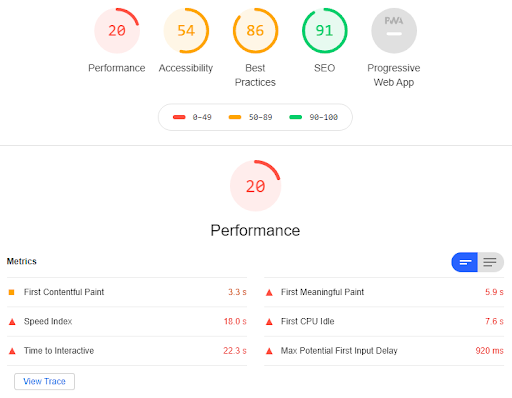 20
54
86
91
PWA
Performance
Accessibility
Best
Practices
SEO
Progressive
Web App
0–49
50–89
90–100
20
Performance
Metrics
First Contentful Paint 3.3 s
First Meaningful Paint 5.9 s
Speed Index 18.0 s
First CPU Idle 7.6 s
Time to Interactive 22.3 s
Max Potential First Input Delay 920 ms
View Trace